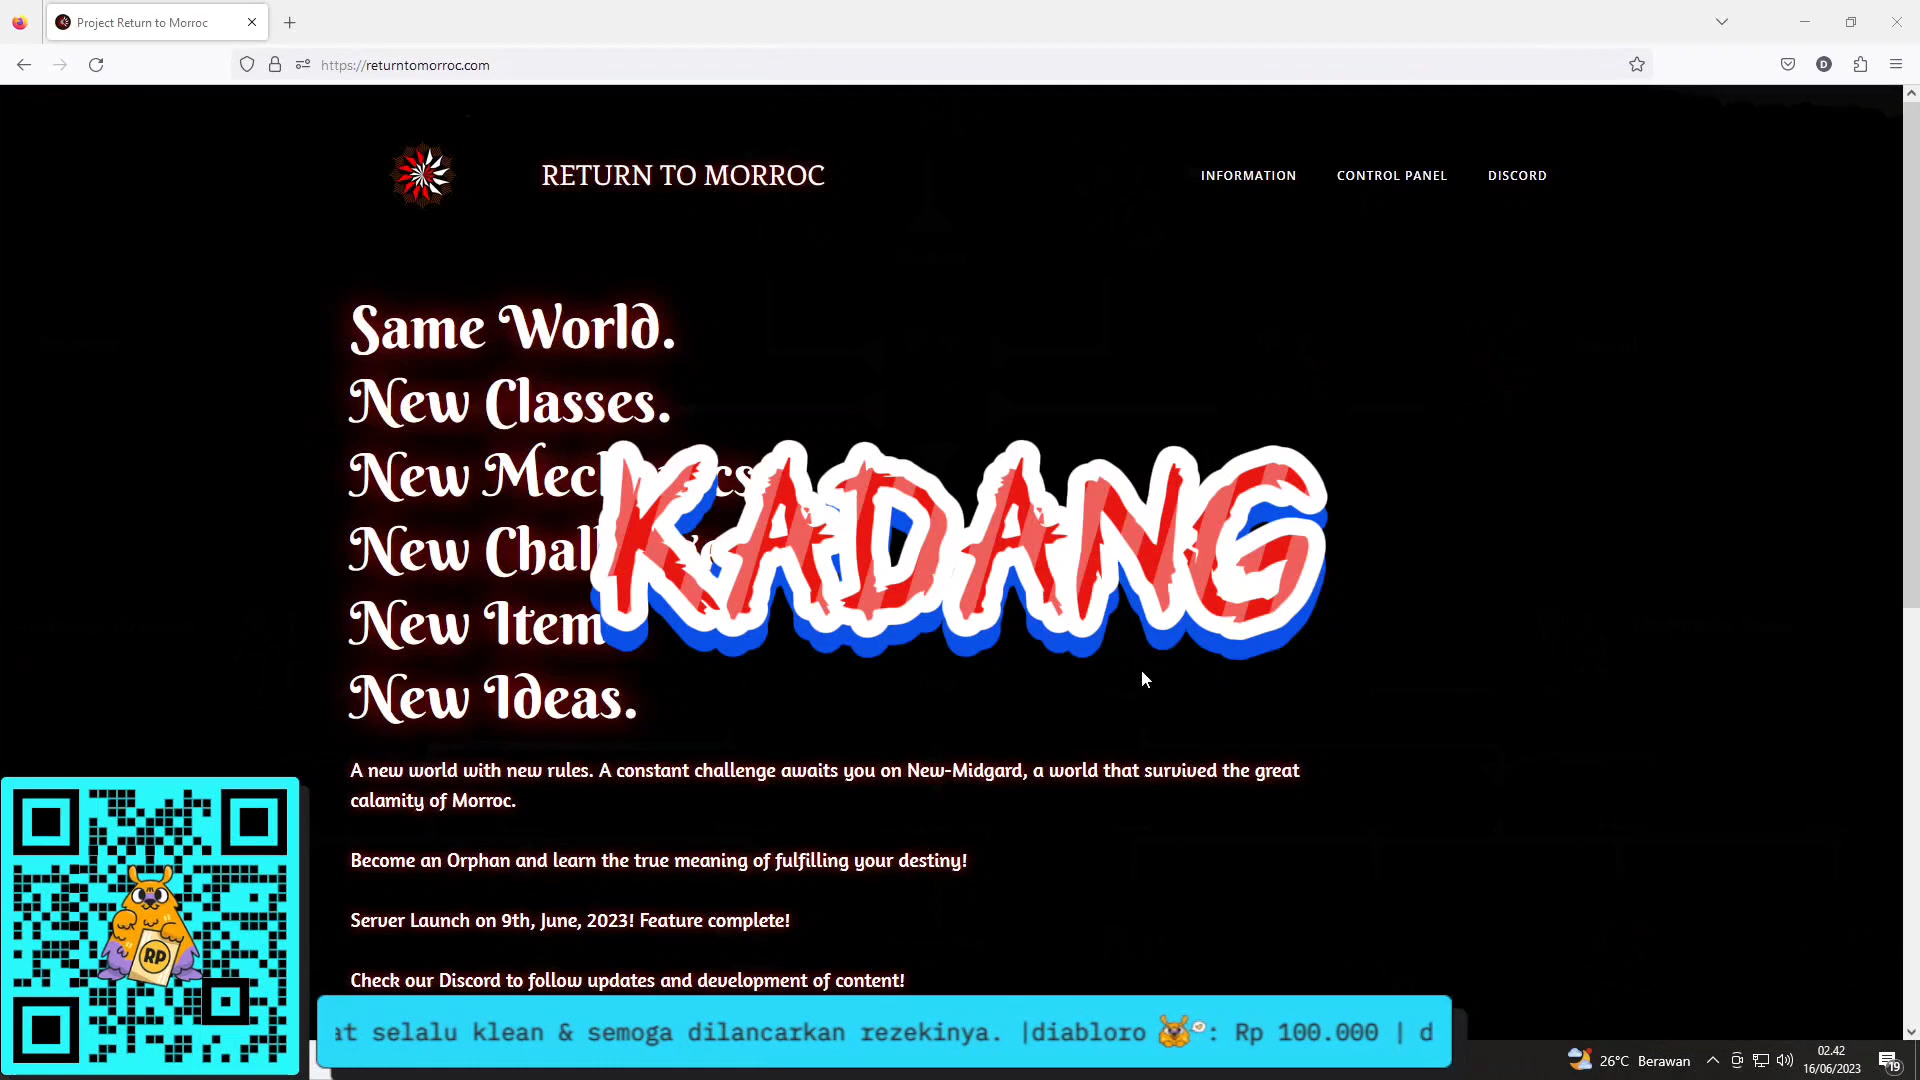 Project Return to Morroc
https://returntomorroc.com
D
RETURN TO MORROC
INFORMATION
CONTROL PANEL
DISCORD
Same World.
New Classes.
New
New
New
New Ideas.
KADANG
A new world with new rules. A constant challenge awaits you on New-Midgard, a world that survived the great
calamity of Morroc.
Become an Orphan and learn the true meaning of fulfilling your destiny!
Server Launch on 9th, June, 2023! Feature complete!
Check our Discord to follow updates and development of content!
RP
at selalu klean & semoga dilancarkan rezekinya. |diabloro : Rp 100.000 | d
26°C Berawan
02.42
16/06/2023
19